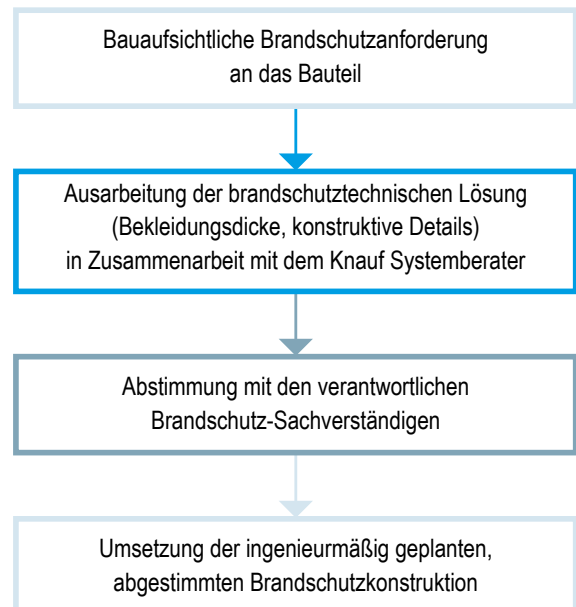 Bauaufsichtliche Brandschutzanforderung
an das Bauteil
Ausarbeitung der brandschutztechnischen Lösung
(Bekleidungsdicke, konstruktive Details)
in Zusammenarbeit mit dem Knauf Systemberater
Abstimmung mit den verantwortlichen
Brandschutz-Sachverständigen
Umsetzung der ingenieurmäßig geplanten,
abgestimmten Brandschutzkonstruktion